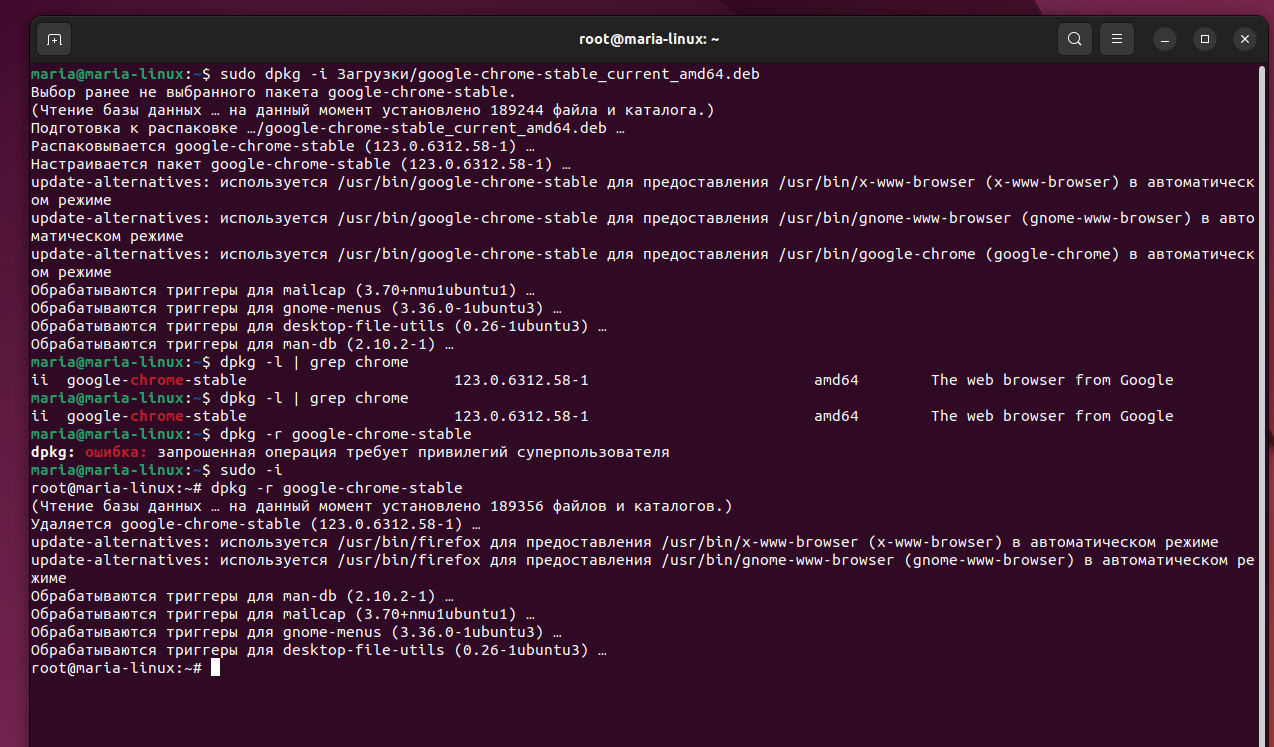 root@maria-linux: ~
maria@maria-linux:~$ sudo dpkg -i Загрузки/google-chrome-stable_current_amd64.deb
Выбор ранее не выбранного пакета google-chrome-stable.
(Чтение базы данных … на данный момент установлено 189244 файла и каталога.)
Подготовка к распаковке …/google-chrome-stable_current_amd64.deb …
Распаковывается google-chrome-stable (123.0.6312.58-1) …
Настраивается пакет google-chrome-stable (123.0.6312.58-1) …
update-alternatives: используется /usr/bin/google-chrome-stable для предоставления /usr/bin/x-www-browser (x-www-browser) в автоматическ
ом режиме
update-alternatives: используется /usr/bin/google-chrome-stable для предоставления /usr/bin/gnome-www-browser (gnome-www-browser) в авто
матическом режиме
update-alternatives: используется /usr/bin/google-chrome-stable для предоставления /usr/bin/google-chrome (google-chrome) в автоматическ
ом режиме
Обрабатываются триггеры для mailcap (3.70+nmu1ubuntu1) …
Обрабатываются триггеры для gnome-menus (3.36.0-1ubuntu3) …
Обрабатываются триггеры для desktop-file-utils (0.26-1ubuntu3) …
Обрабатываются триггеры для man-db (2.10.2-1) …
maria@maria-linux:~$ dpkg -l | grep chrome
ii  google-chrome-stable                       123.0.6312.58-1                         amd64        The web browser from Google
maria@maria-linux:~$ dpkg -l | grep chrome
ii  google-chrome-stable                       123.0.6312.58-1                         amd64        The web browser from Google
maria@maria-linux:~$ dpkg -r google-chrome-stable
dpkg: ошибка: запрошенная операция требует привилегий суперпользователя
maria@maria-linux:~$ sudo -i
root@maria-linux:~# dpkg -r google-chrome-stable
(Чтение базы данных … на данный момент установлено 189356 файлов и каталогов.)
Удаляется google-chrome-stable (123.0.6312.58-1) …
update-alternatives: используется /usr/bin/firefox для предоставления /usr/bin/x-www-browser (x-www-browser) в автоматическом режиме
update-alternatives: используется /usr/bin/firefox для предоставления /usr/bin/gnome-www-browser (gnome-www-browser) в автоматическом ре
жиме
Обрабатываются триггеры для man-db (2.10.2-1) …
Обрабатываются триггеры для mailcap (3.70+nmu1ubuntu1) …
Обрабатываются триггеры для gnome-menus (3.36.0-1ubuntu3) …
Обрабатываются триггеры для desktop-file-utils (0.26-1ubuntu3) …
root@maria-linux:~#